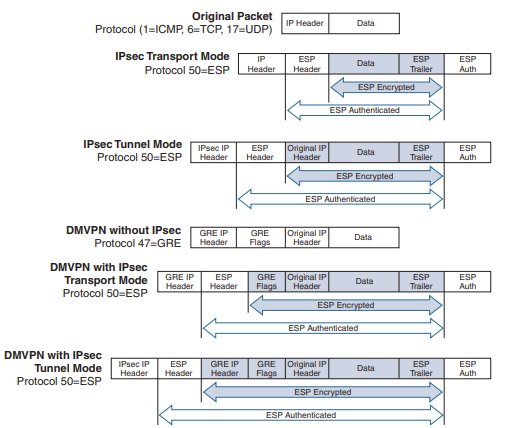 Original Packet
Protocol (1=ICMP, 6=TCP, 17=UDP)
IP Header Data
IPsec Transport Mode
Protocol 50=ESP
IP Header
ESP Header
Data
ESP Trailer
ESP Auth
ESP Encrypted
ESP Authenticated
IPsec Tunnel Mode
Protocol 50=ESP
IPsec IP Header
ESP Header
Original IP Header
Data
ESP Trailer
ESP Auth
ESP Encrypted
ESP Authenticated
DMVPN without IPsec
Protocol 47=GRE
GRE IP Header
GRE Flags
Original IP Header
Data
DMVPN with IPsec
Transport Mode
Protocol 50=ESP
GRE IP Header
ESP Header
GRE Flags
Original IP Header
Data
ESP Trailer
ESP Auth
ESP Encrypted
ESP Authenticated
DMVPN with IPsec
Tunnel Mode
Protocol 50=ESP
IPsec IP Header
ESP Header
GRE IP Header
GRE Flags
Original IP Header
Data
ESP Trailer
ESP Auth
ESP Encrypted
ESP Authenticated